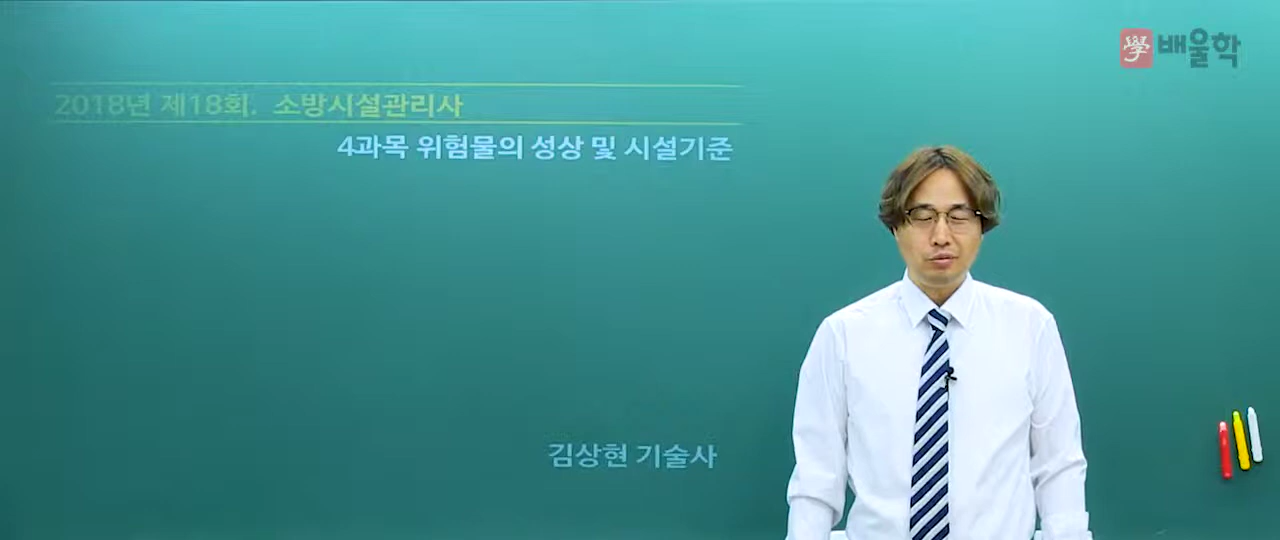 學 배울학
2018년 제18회. 소방시설관리사
4과목 위험물의 성상 및 시설기준
김상현 기술사